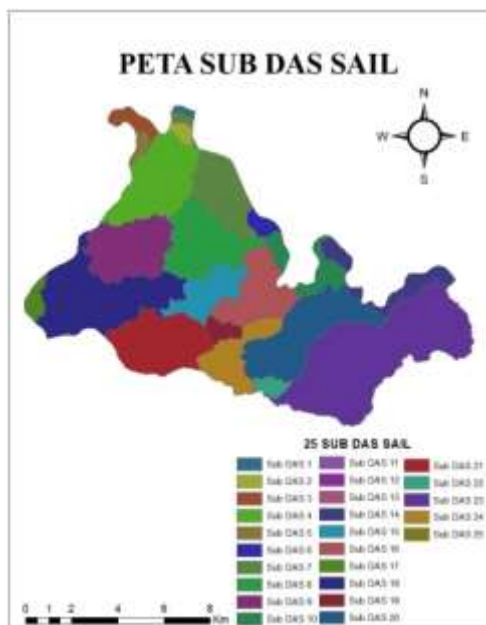 PETA SUB DAS SAIL
N
W
E
S
25 SUB DAS SAIL
Sub DAS 1
Sub DAS 2
Sub DAS 3
Sub DAS 4
Sub DAS 5
Sub DAS 6
Sub DAS 7
Sub DAS 8
Sub DAS 9
Sub DAS 10
Sub DAS 11
Sub DAS 12
Sub DAS 13
Sub DAS 14
Sub DAS 15
Sub DAS 16
Sub DAS 17
Sub DAS 18
Sub DAS 19
Sub DAS 20
Sub DAS 21
Sub DAS 22
Sub DAS 23
Sub DAS 24
Sub DAS 25
0 1 2 4 6 8
Km